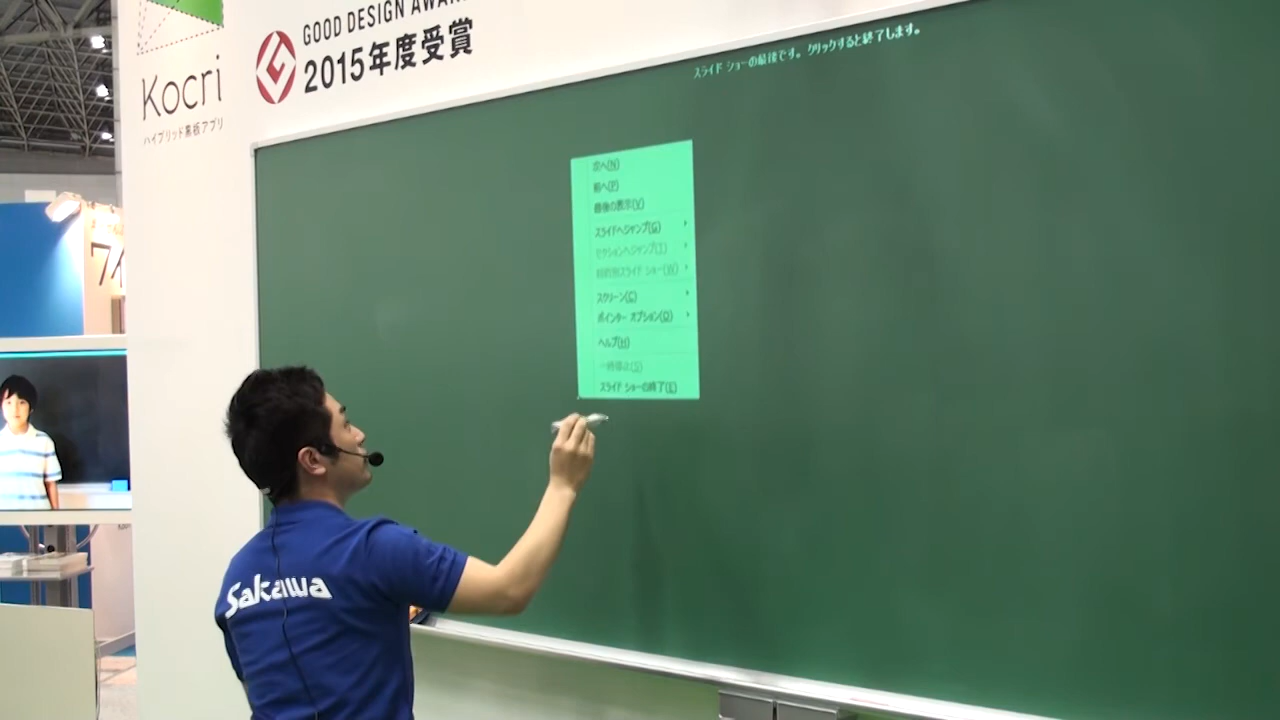 GOOD DESIGN AWAR
2015年度受賞
Kocri
ハイブリッド黒板アプリ
スライド ショーの最後です。クリックすると終了します。
次へ(N)
前へ(P)
最後の表示(V)
スライドへジャンプ(G)
セクションへジャンプ(T)
目的別スライド ショー(W)
スクリーン(C)
ポインター オプション(O)
ヘルプ(H)
一時停止(S)
スライド ショーの終了(E)
Sakawa